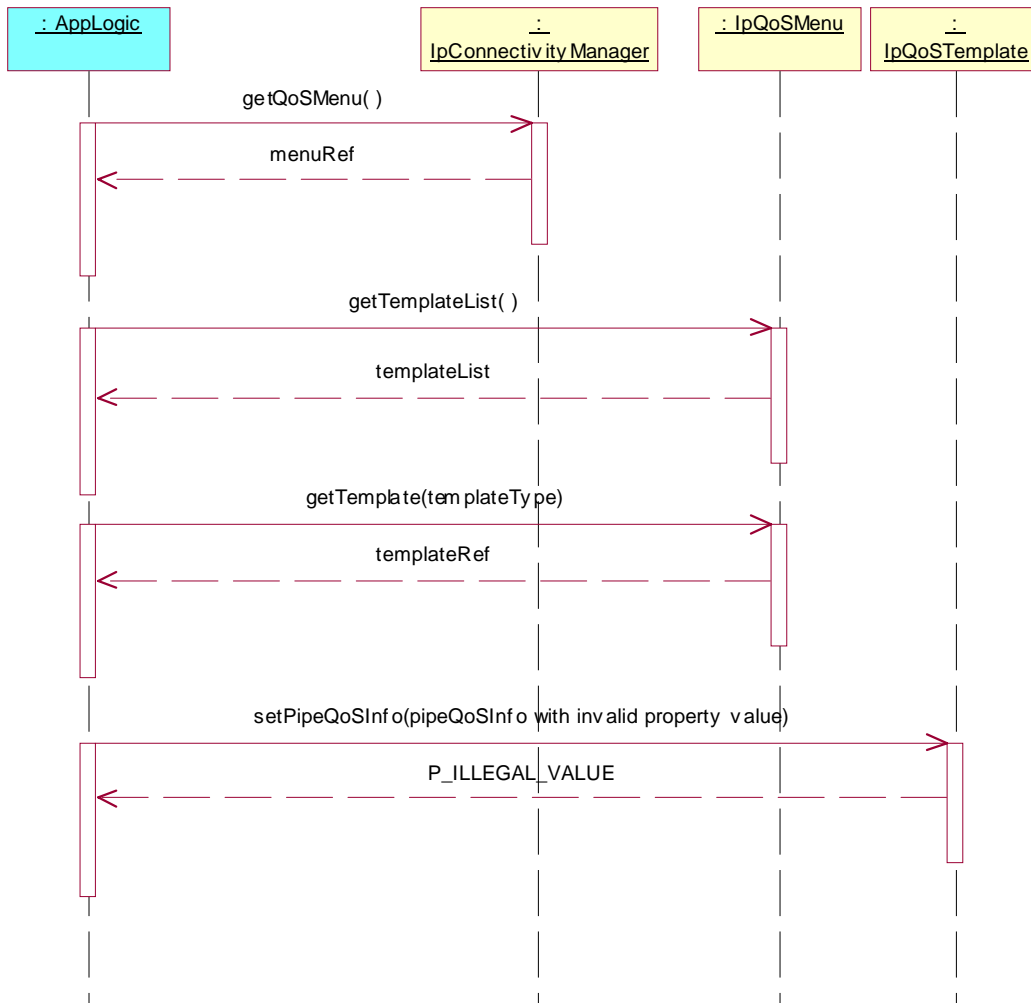 : AppLogic
:
IpConnectivityManager
: IpQoSMenu
:
IpQoSTemplate
getQoSMenu( )
menuRef
getTemplateList( )
templateList
getTemplate(templateType)
templateRef
setPipeQoSInfo(pipeQoSInfo with invalid property value)
P_ILLEGAL_VALUE